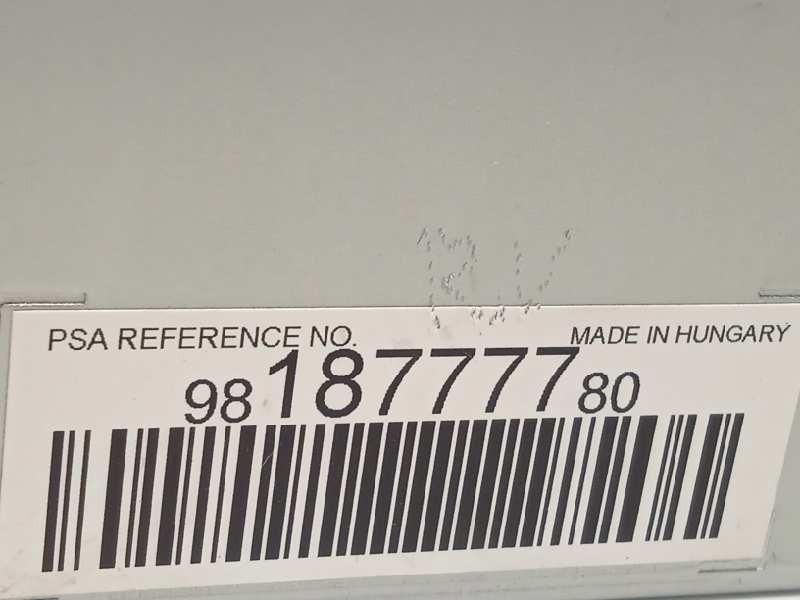 PSA REFERENCE NO. MADE IN HUNGARY
9818777780